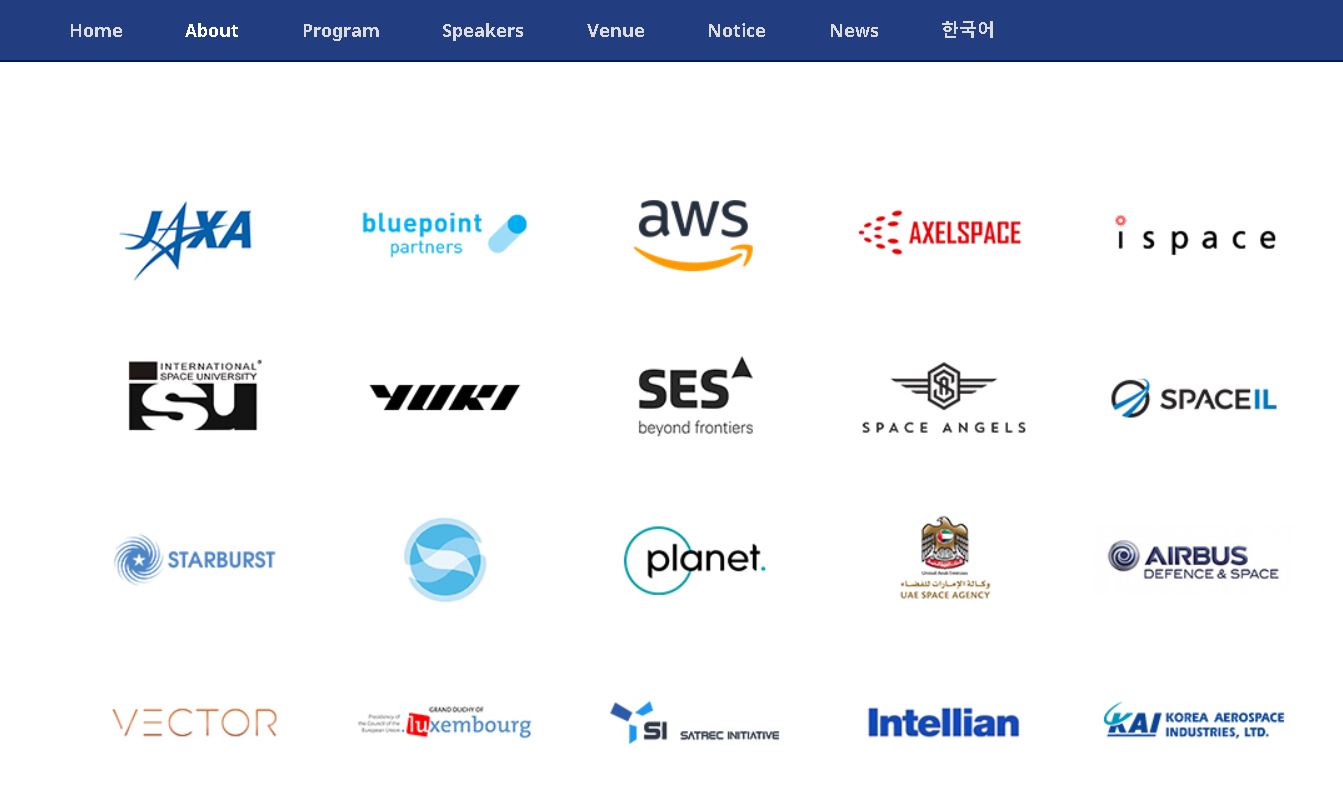 Home About Program Speakers Venue Notice News 한국어
JAXA
bluepoint
partners
aws
AXELSPACE
ispace
INTERNATIONAL
SPACE UNIVERSITY
isu
YUKI
SES
beyond frontiers
SPACE ANGELS
SPACEIL
STARBURST
planet.
United Arab Emirates
وكالة الإمارات للفضاء
UAE SPACE AGENCY
AIRBUS
DEFENCE & SPACE
VECTOR
Presidency of
the Council of the
European Union
GRAND DUCHY OF
luxembourg
SI SATREC INITIATIVE
Intellian
KAI KOREA AEROSPACE
INDUSTRIES, LTD.